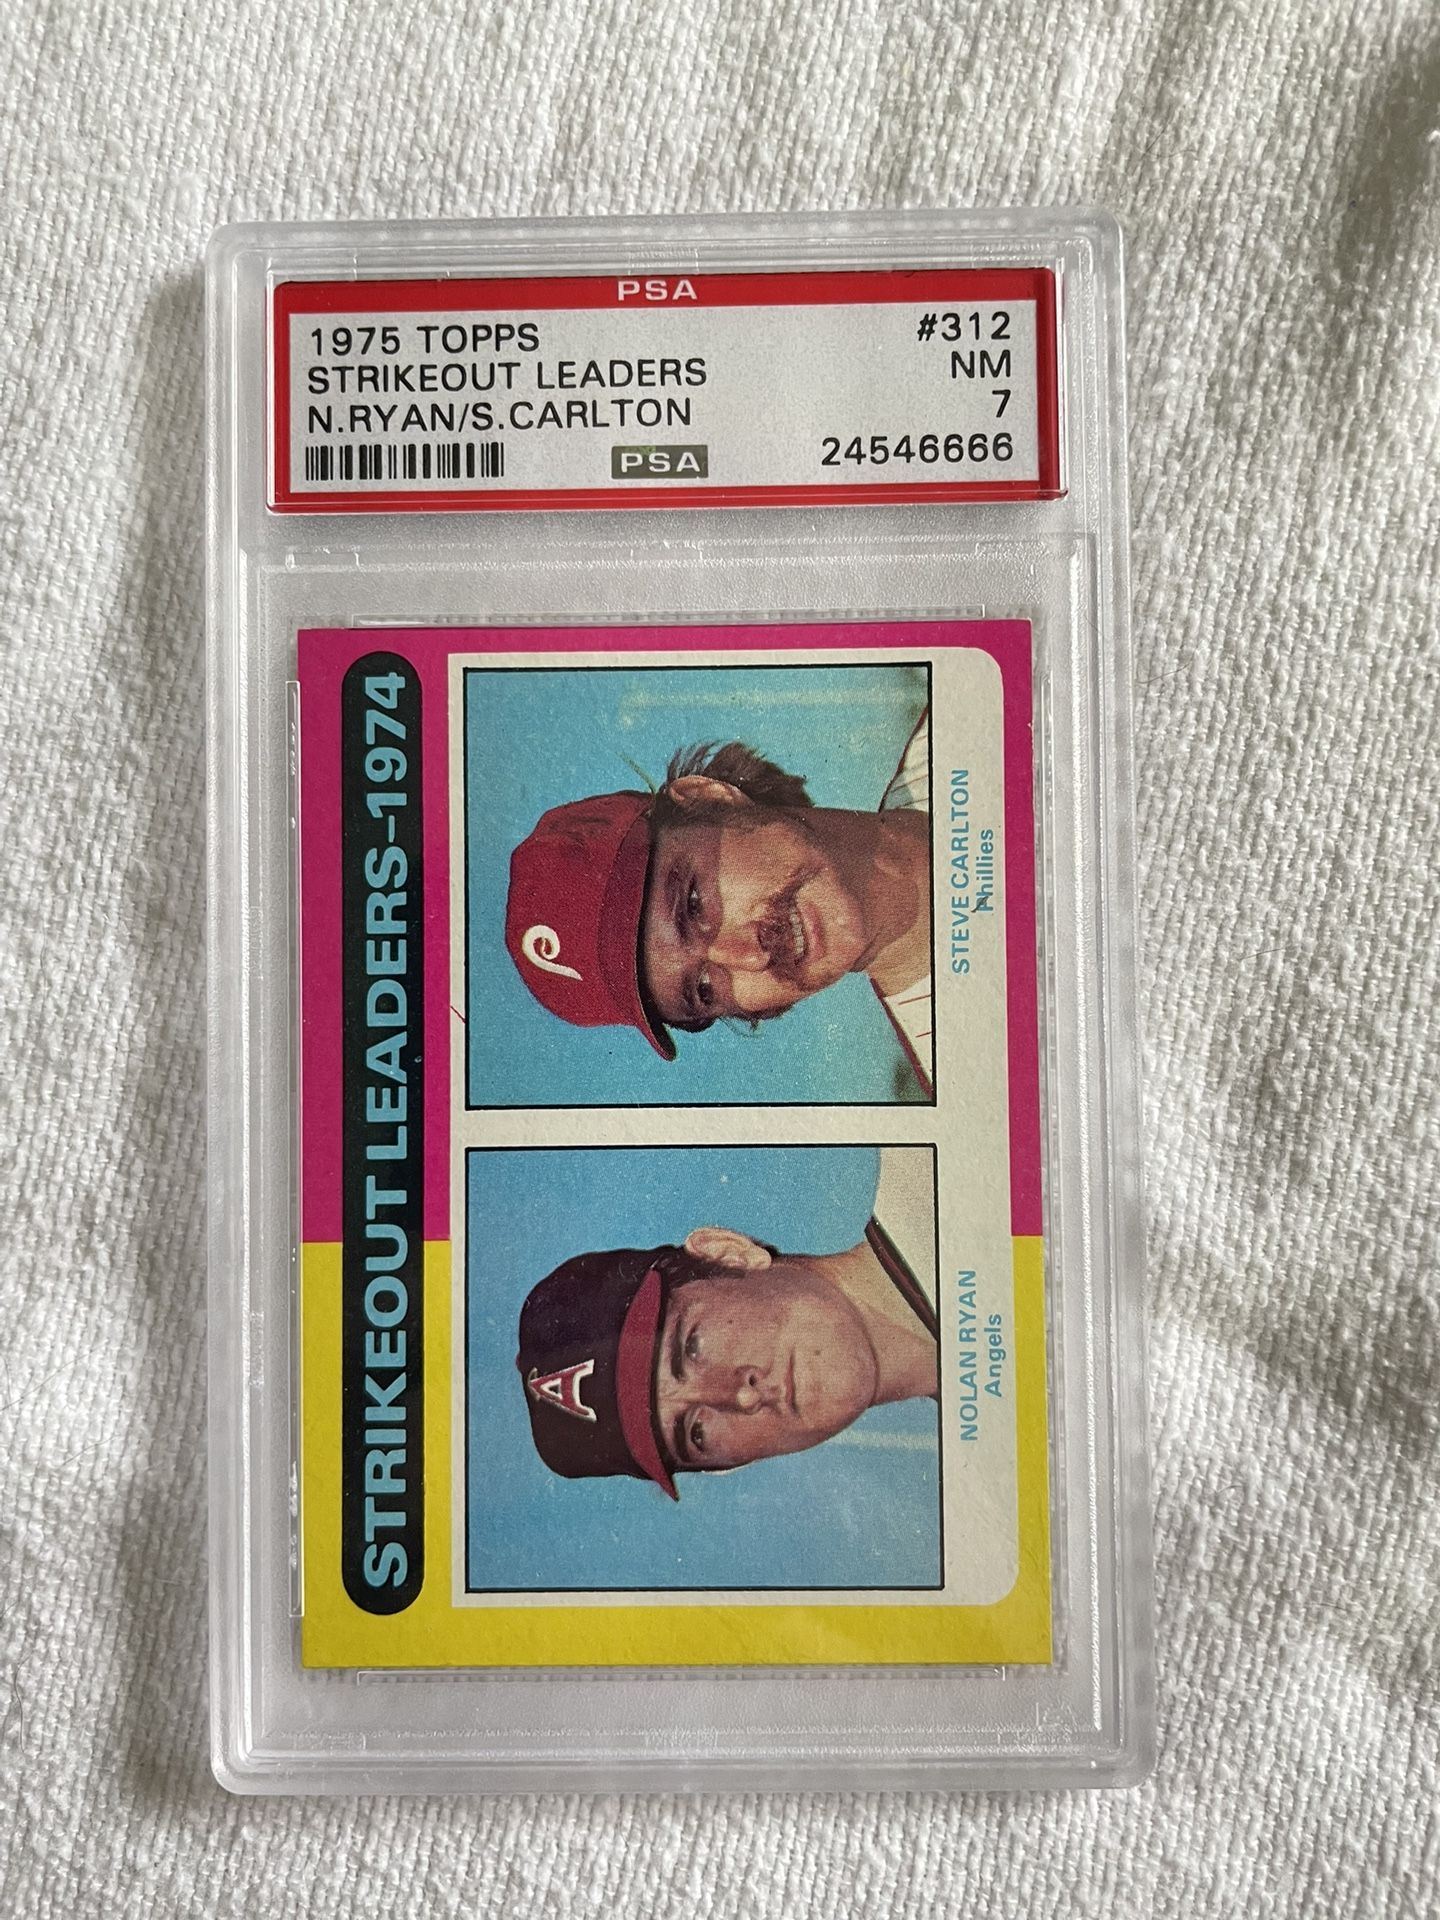 PSA
1975 TOPPS #312
STRIKEOUT LEADERS NM
N.RYAN/S.CARLTON 7
PSA 24546666
STRIKEOUT LEADERS-1974
A
NOLAN RYAN
Angels
P
STEVE CARLTON
Phillies